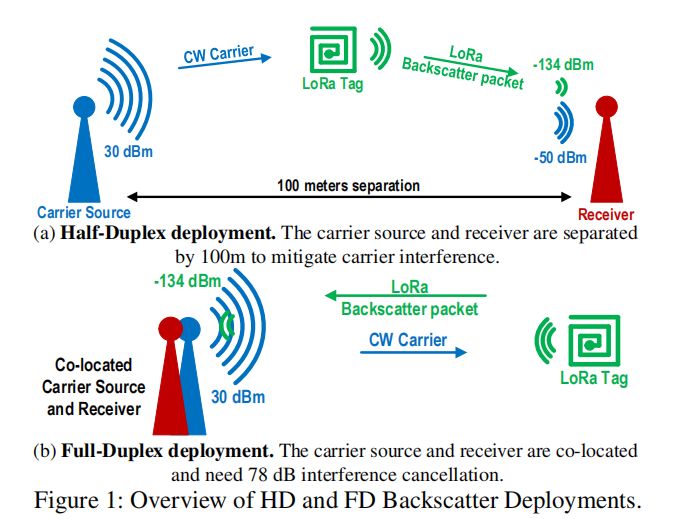 CW Carrier
LoRa
Backscatter packet
-134 dBm
LoRa Tag
30 dBm
-50 dBm
100 meters separation
Carrier Source
Receiver
(a) Half-Duplex deployment. The carrier source and receiver are separated
by 100m to mitigate carrier interference.
-134 dBm
LoRa
Backscatter packet
CW Carrier
Co-located
Carrier Source
and Receiver
30 dBm
LoRa Tag
(b) Full-Duplex deployment. The carrier source and receiver are co-located
and need 78 dB interference cancellation.
Figure 1: Overview of HD and FD Backscatter Deployments.